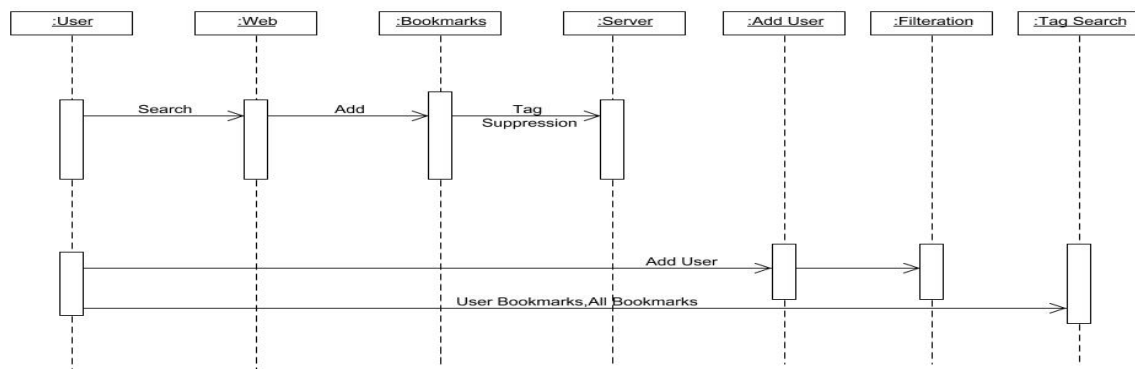 :User
:Web
:Bookmarks
:Server
:Add User
:Filteration
:Tag Search
Search
Add
Tag
Suppression
Add User
User Bookmarks,All Bookmarks